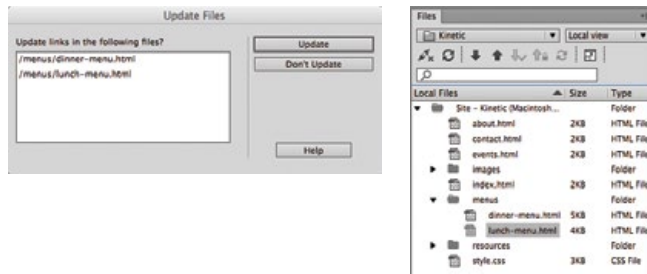 Update Files
Update links in the following files?
/menus/dinner-menu.html
/menus/lunch-menu.html
Update
Don't Update
Help
Files
Kinetic
Local view
Local Files Size Type
Site - Kinetic (Macintosh... Folder
about.html 2KB HTML File
contact.html 2KB HTML File
events.html 2KB HTML File
images Folder
index.html 2KB HTML File
menus Folder
dinner-menu.html 5KB HTML File
lunch-menu.html 4KB HTML File
resources Folder
style.css 3KB CSS File